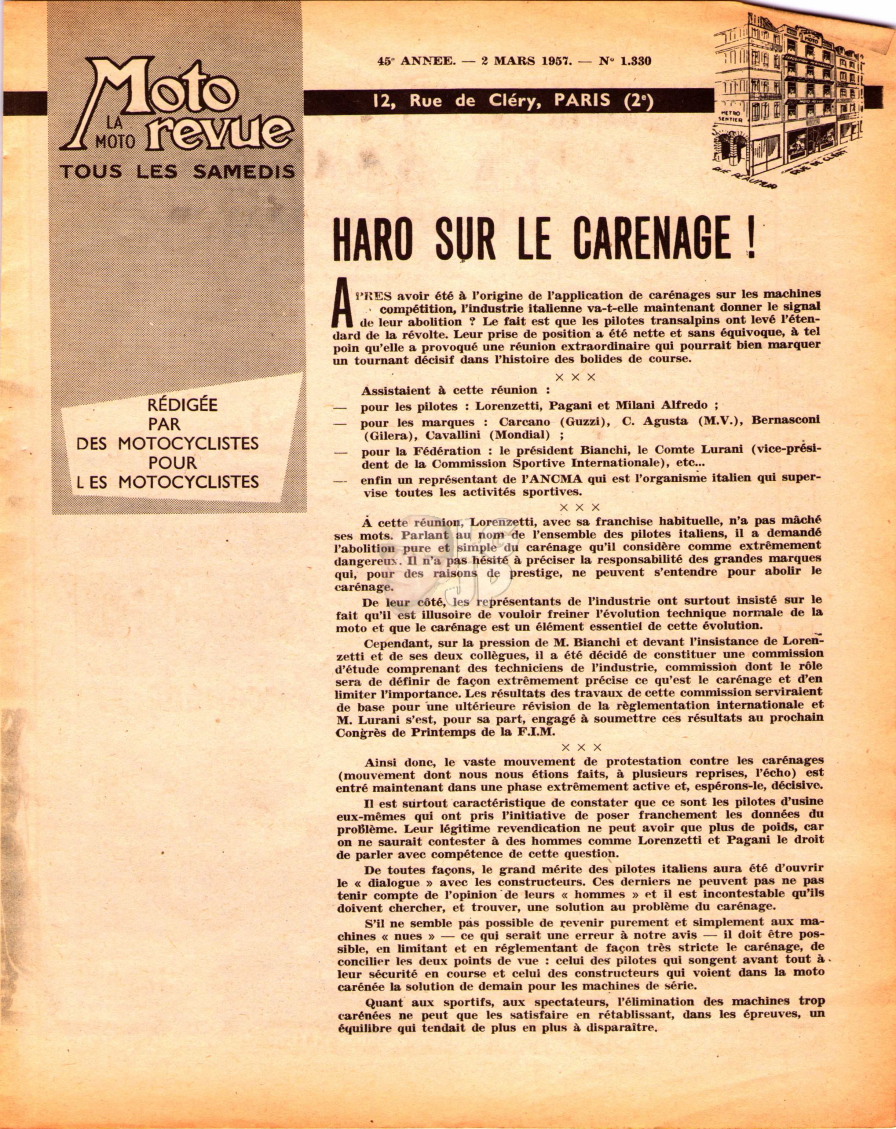 45e ANNEE. — 2 MARS 1957. — No 1.330
12, Rue de Cléry, PARIS (2e)
Moto
LA
MOTO revue
TOUS LES SAMEDIS
METRO
SENTIER
RUE REAUMUR
RUE DE CLERY
HARO SUR LE CARENAGE !
APRES avoir été à l'origine de l'application de carénages sur les machines
compétition, l'industrie italienne va-t-elle maintenant donner le signal
de leur abolition ? Le fait est que les pilotes transalpins ont levé l'éten-
dard de la révolte. Leur prise de position a été nette et sans équivoque, à tel
poin qu'elle a provoqué une réunion extraordinaire qui pourrait bien marquer
un tournant décisif dans l'histoire des bolides de course.
× × ×
Assistaient à cette réunion :
— pour les pilotes : Lorenzetti, Pagani et Milani Alfredo ;
— pour les marques : Carcano (Guzzi), C. Agusta (M.V.), Bernasconi
(Gilera), Cavallini (Mondial) ;
— pour la Fédération : le président Bianchi, le Comte Lurani (vice-prési-
dent de la Commission Sportive Internationale), etc...
— enfin un représentant de l'ANCMA qui est l'organisme italien qui super-
vise toutes les activités sportives.
× × ×
À cette réunion, Lorenzetti, avec sa franchise habituelle, n'a pas mâché
ses mots. Parlant au nom de l'ensemble des pilotes italiens, il a demandé
l'abolition pure et simple du carénage qu'il considère comme extrêmement
dangereux. Il n'a pas hésité à préciser la responsabilité des grandes marques
qui, pour des raisons de prestige, ne peuvent s'entendre pour abolir le
carénage.
De leur côté, les représentants de l'industrie ont surtout insisté sur le
fait qu'il est illusoire de vouloir freiner l'évolution technique normale de la
moto et que le carénage est un élément essentiel de cette évolution.
Cependant, sur la pression de M. Bianchi et devant l'insistance de Loren-
zetti et de ses deux collègues, il a été décidé de constituer une commission
d'étude comprenant des techniciens de l'industrie, commission dont le rôle
sera de définir de façon extrêmement précise ce qu'est le carénage et d'en
limiter l'importance. Les résultats des travaux de cette commission serviraient
de base pour une ultérieure révision de la règlementation internationale et
M. Lurani s'est, pour sa part, engagé à soumettre ces résultats au prochain
Congrès de Printemps de la F.I.M.
× × ×
Ainsi donc, le vaste mouvement de protestation contre les carénages
(mouvement dont nous nous étions faits, à plusieurs reprises, l'écho) est
entré maintenant dans une phase extrêmement active et, espérons-le, décisive.
Il est surtout caractéristique de constater que ce sont les pilotes d'usine
eux-mêmes qui ont pris l'initiative de poser franchement les données du
problème. Leur légitime revendication ne peut avoir que plus de poids, car
on ne saurait contester à des hommes comme Lorenzetti et Pagani le droit
de parler avec compétence de cette question.
De toutes façons, le grand mérite des pilotes italiens aura été d'ouvrir
le « dialogue » avec les constructeurs. Ces derniers ne peuvent pas ne pas
tenir compte de l'opinion de leurs « hommes » et il est incontestable qu'ils
doivent chercher, et trouver, une solution au problème du carénage.
S'il ne semble pas possible de revenir purement et simplement aux ma-
chines « nues » — ce qui serait une erreur à notre avis — il doit être pos-
sible, en limitant et en réglementant de façon très stricte le carénage, de
concilier les deux points de vue : celui des pilotes qui songent avant tout à
leur sécurité en course et celui des constructeurs qui voient dans la moto
carénée la solution de demain pour les machines de série.
Quant aux sportifs, aux spectateurs, l'élimination des machines trop
carénées ne peut que les satisfaire en rétablissant, dans les épreuves, un
équilibre qui tendait de plus en plus à disparaître.
RÉDIGÉE
PAR
DES MOTOCYCLISTES
POUR
LES MOTOCYCLISTES